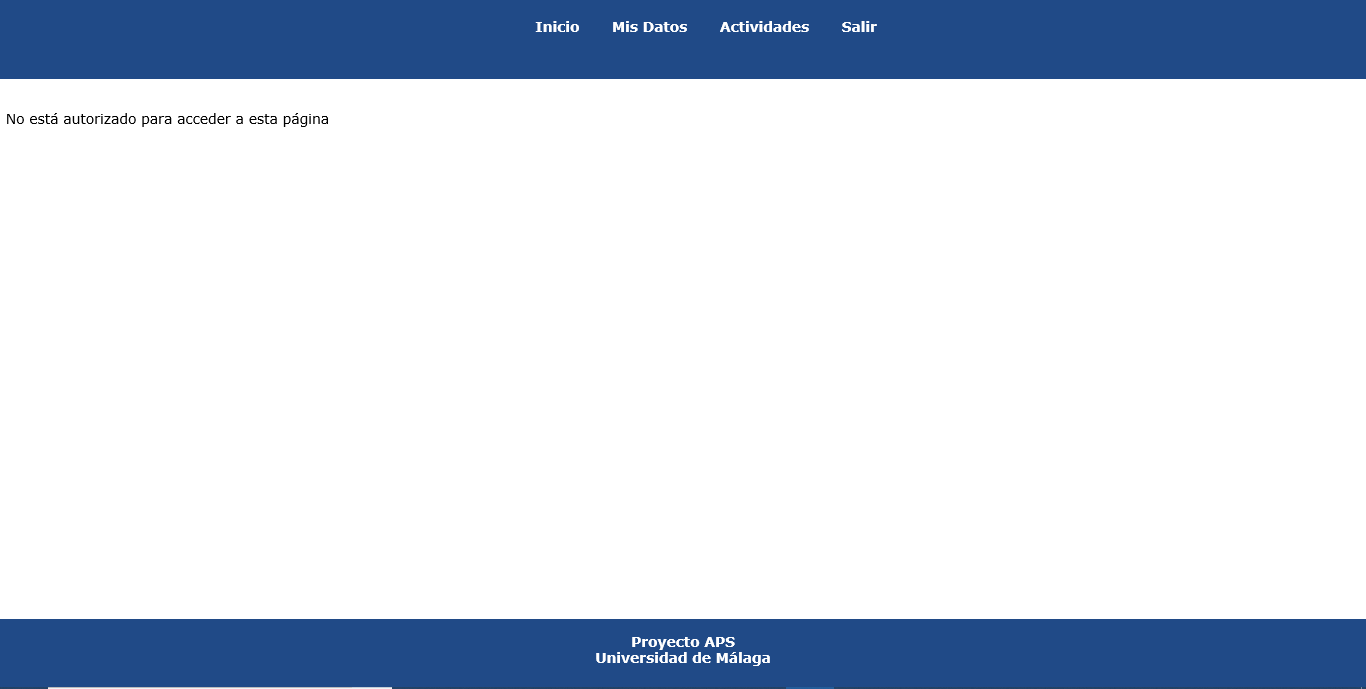 Inicio Mis Datos Actividades Salir
No está autorizado para acceder a esta página
Proyecto APS
Universidad de Málaga